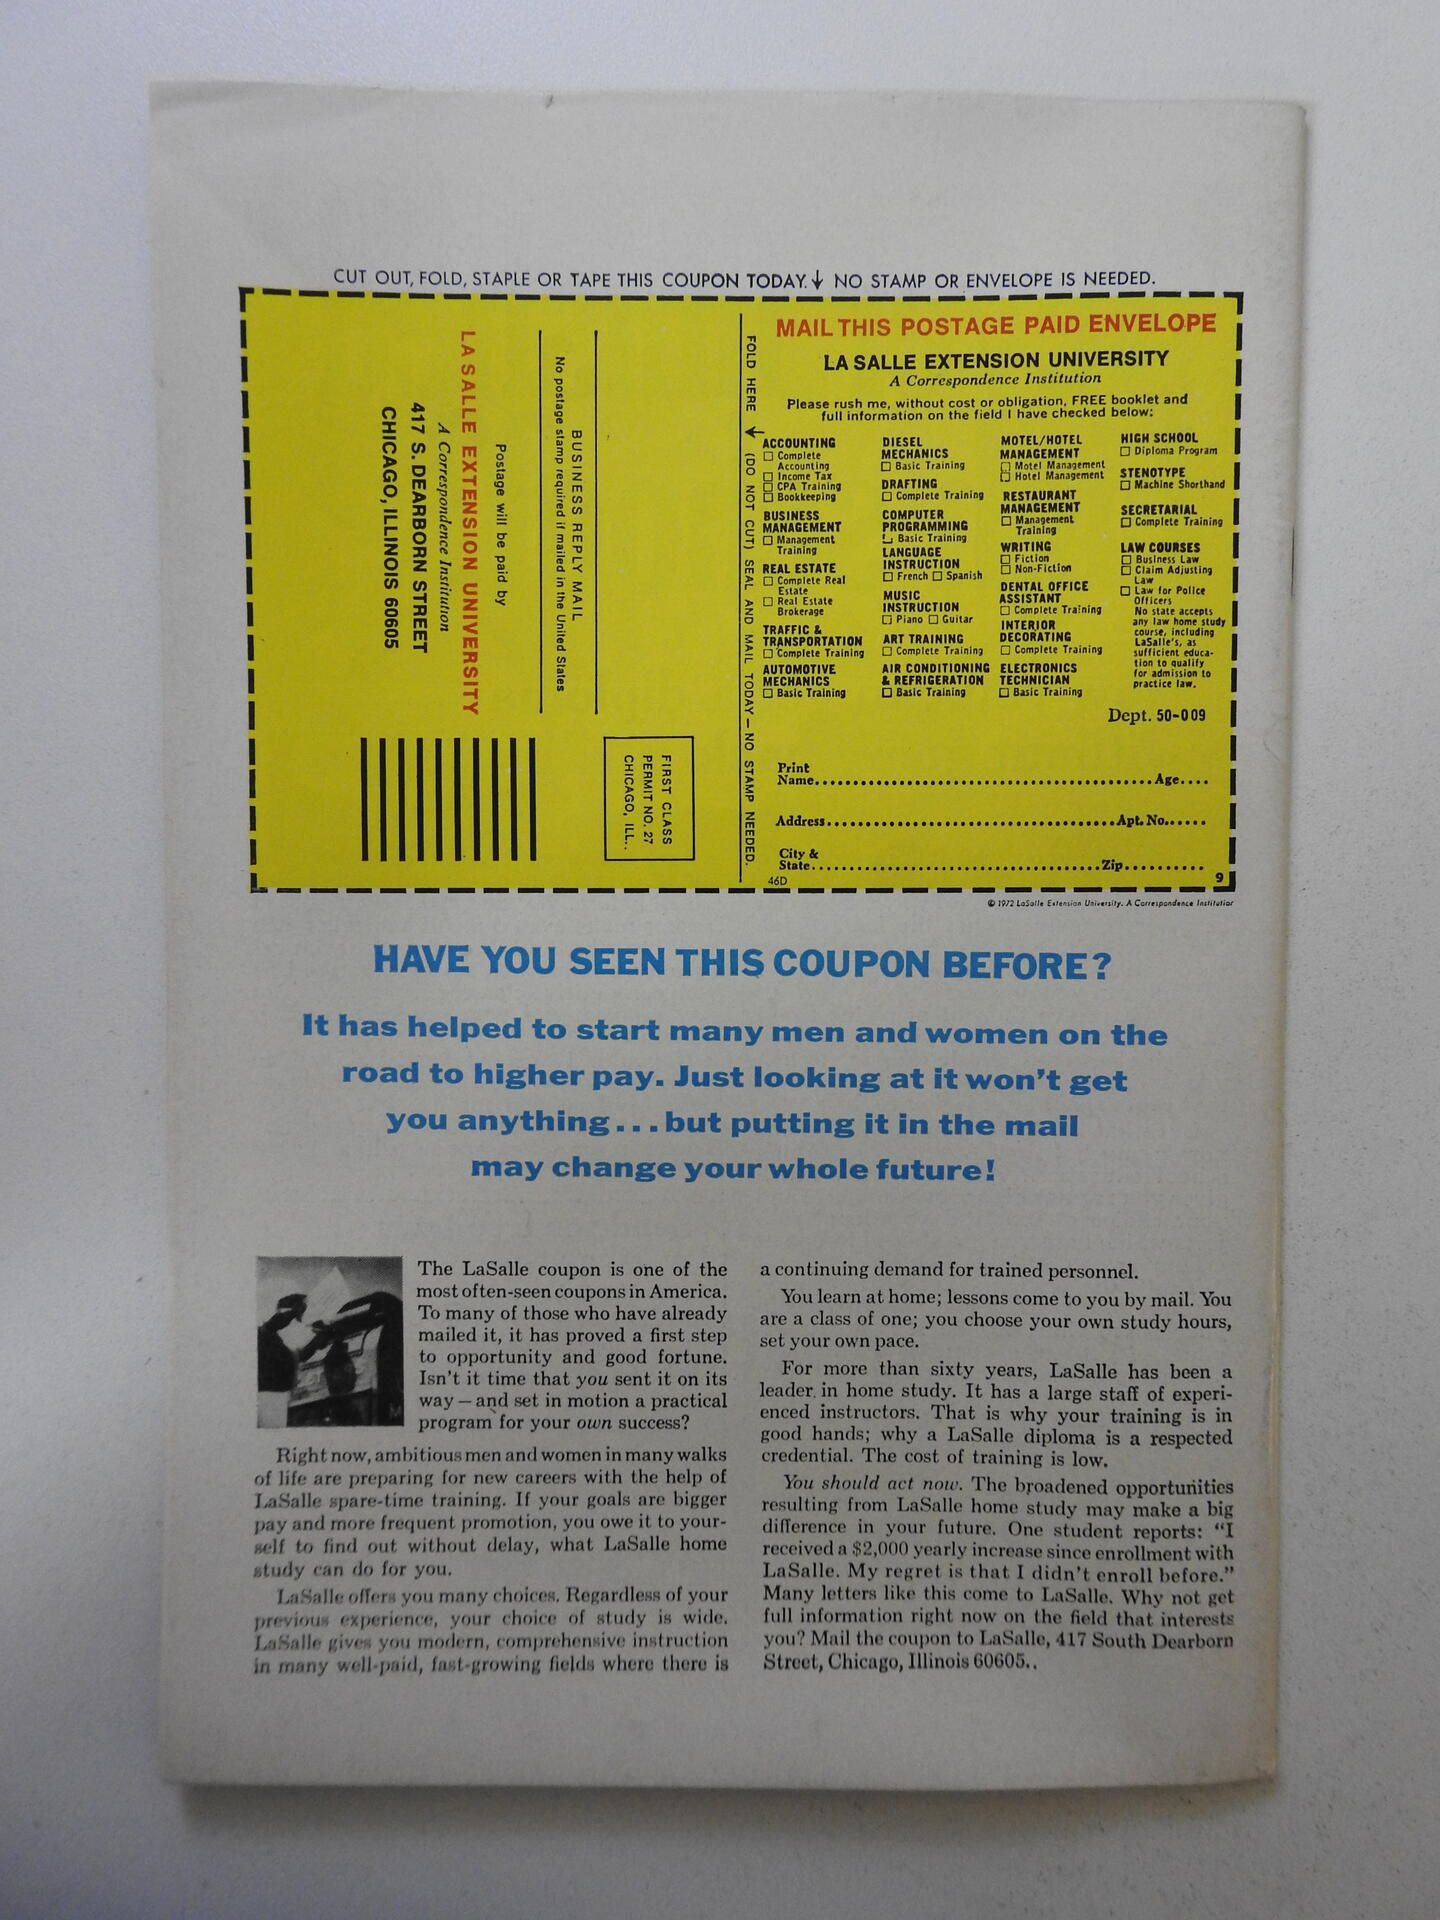 CUT OUT, FOLD, STAPLE OR TAPE THIS COUPON TODAY.↓ NO STAMP OR ENVELOPE IS NEEDED.
FIRST CLASS
PERMIT NO. 27
CHICAGO, ILL..
BUSINESS REPLY MAIL
No postage stamp required if mailed in the United States
Postage will be paid by
LA SALLE EXTENSION UNIVERSITY
A Correspondence Institution
417 S. DEARBORN STREET
CHICAGO, ILLINOIS 60605
FOLD HERE ↓ (DO NOT CUT) SEAL AND MAIL TODAY—NO STAMP NEEDED.
MAIL THIS POSTAGE PAID ENVELOPE
LA SALLE EXTENSION UNIVERSITY
A Correspondence Institution
Please rush me, without cost or obligation, FREE booklet and
full information on the field I have checked below:
ACCOUNTING
☐ Complete
Accounting
☐ Income Tax
☐ CPA Training
☐ Bookkeeping
BUSINESS
MANAGEMENT
☐ Management
Training
REAL ESTATE
☐ Complete Real
Estate
☐ Real Estate
Brokerage
TRAFFIC &
TRANSPORTATION
☐ Complete Training
AUTOMOTIVE
MECHANICS
☐ Basic Training
DIESEL
MECHANICS
☐ Basic Training
DRAFTING
☐ Complete Training
COMPUTER
PROGRAMMING
☐ Basic Training
LANGUAGE
INSTRUCTION
☐ French ☐ Spanish
MUSIC
INSTRUCTION
☐ Piano ☐ Guitar
ART TRAINING
☐ Complete Training
AIR CONDITIONING
& REFRIGERATION
☐ Basic Training
MOTEL/HOTEL
MANAGEMENT
☐ Motel Management
☐ Hotel Management
RESTAURANT
MANAGEMENT
☐ Management
Training
WRITING
☐ Fiction
☐ Non-Fiction
DENTAL OFFICE
ASSISTANT
☐ Complete Training
INTERIOR
DECORATING
☐ Complete Training
ELECTRONICS
TECHNICIAN
☐ Basic Training
HIGH SCHOOL
☐ Diploma Program
STENOTYPE
☐ Machine Shorthand
SECRETARIAL
☐ Complete Training
LAW COURSES
☐ Business Law
☐ Claim Adjusting
Law
☐ Law for Police
Officers
No state accepts
any law home study
course, including
LaSalle's, as
sufficient educa-
tion to qualify
for admission to
practice law.
Dept. 50-009
Print
Name.....Age....
Address.....Apt. No......
City &
State.....Zip..........
46D 9
© 1972 LaSalle Extension University. A Correspondence Institution
HAVE YOU SEEN THIS COUPON BEFORE?
It has helped to start many men and women on the
road to higher pay. Just looking at it won't get
you anything...but putting it in the mail
may change your whole future!
The LaSalle coupon is one of the
most often-seen coupons in America.
To many of those who have already
mailed it, it has proved a first step
to opportunity and good fortune.
Isn't it time that you sent it on its
way—and set in motion a practical
program for your own success?
Right now, ambitious men and women in many walks
of life are preparing for new careers with the help of
LaSalle spare-time training. If your goals are bigger
pay and more frequent promotion, you owe it to your-
self to find out without delay, what LaSalle home
study can do for you.
LaSalle offers you many choices. Regardless of your
previous experience, your choice of study is wide.
LaSalle gives you modern, comprehensive instruction
in many well-paid, fast-growing fields where there is
a continuing demand for trained personnel.
You learn at home; lessons come to you by mail. You
are a class of one; you choose your own study hours,
set your own pace.
For more than sixty years, LaSalle has been a
leader in home study. It has a large staff of experi-
enced instructors. That is why your training is in
good hands; why a LaSalle diploma is a respected
credential. The cost of training is low.
You should act now. The broadened opportunities
resulting from LaSalle home study may make a big
difference in your future. One student reports: "I
received a $2,000 yearly increase since enrollment with
LaSalle. My regret is that I didn't enroll before."
Many letters like this come to LaSalle. Why not get
full information right now on the field that interests
you? Mail the coupon to LaSalle, 417 South Dearborn
Street, Chicago, Illinois 60605..